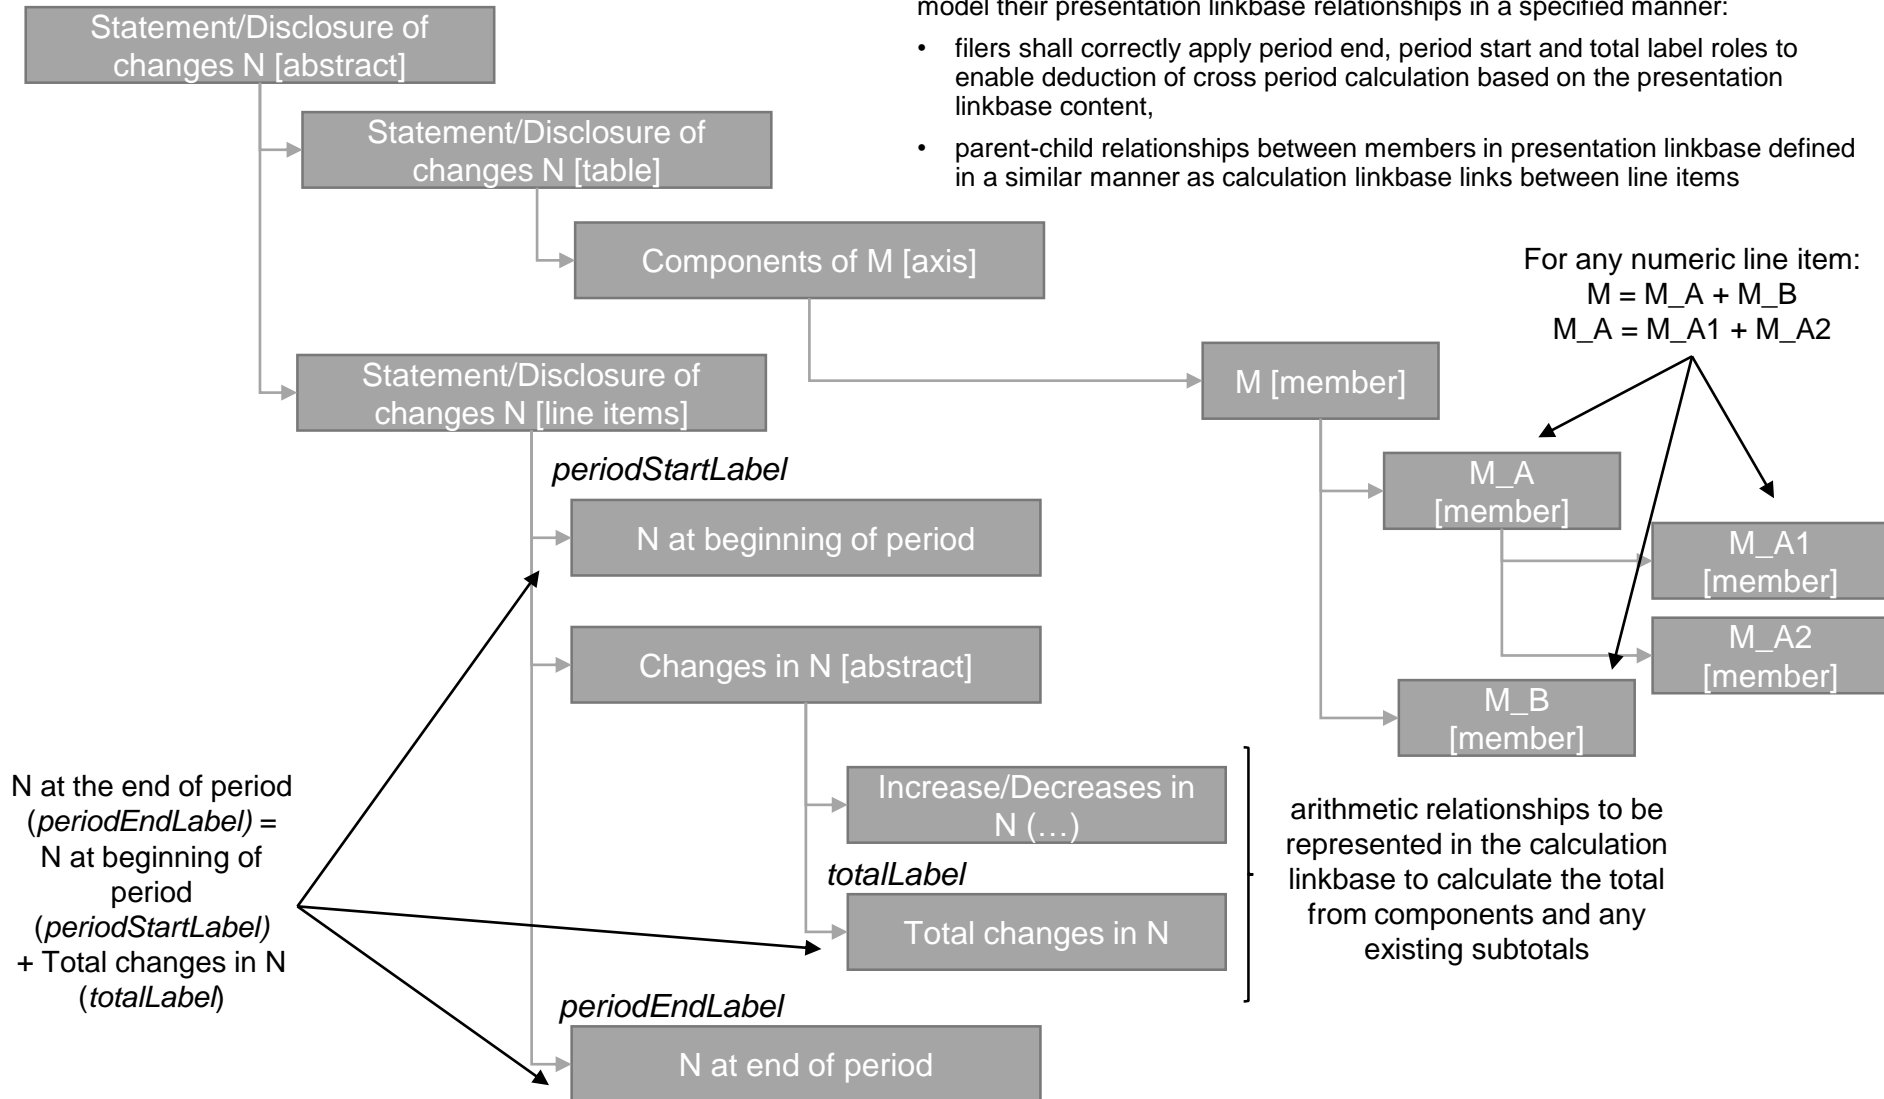 model their presentation linkbase relationships in a specified manner:
• filers shall correctly apply period end, period start and total label roles to
enable deduction of cross period calculation based on the presentation
linkbase content,
• parent-child relationships between members in presentation linkbase defined
in a similar manner as calculation linkbase links between line items
Statement/Disclosure of
changes N [abstract]
Statement/Disclosure of
changes N [table]
Components of M [axis]
For any numeric line item:
M = M_A + M_B
M_A = M_A1 + M_A2
Statement/Disclosure of
changes N [line items]
M [member]
M_A
[member]
M_A1
[member]
M_A2
[member]
M_B
[member]
periodStartLabel
N at beginning of period
Changes in N [abstract]
Increase/Decreases in
N (…)
totalLabel
Total changes in N
periodEndLabel
N at end of period
N at the end of period
(periodEndLabel) =
N at beginning of
period
(periodStartLabel)
+ Total changes in N
(totalLabel)
arithmetic relationships to be
represented in the calculation
linkbase to calculate the total
from components and any
existing subtotals